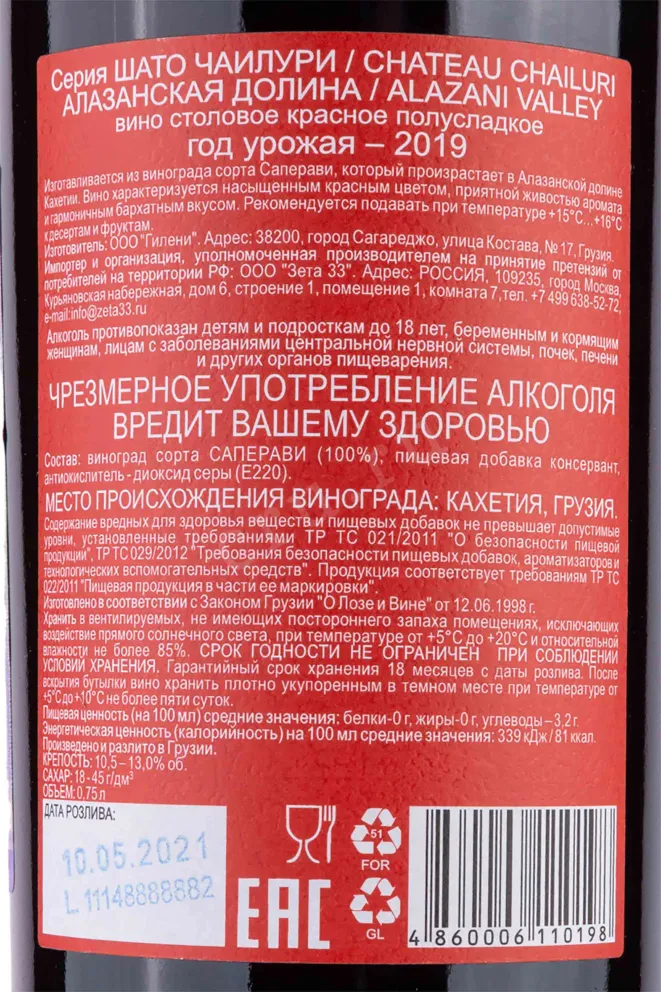 Серия ШАТО ЧАИЛУРИ / CHATEAU CHAILURI
АЛАЗАНСКАЯ ДОЛИНА / ALAZANI VALLEY
вино столовое красное полусладкое
год урожая – 2019
Изготавливается из винограда сорта Саперави, который произрастает в Алазанской долине
Кахетии. Вино характеризуется насыщенным красным цветом, приятной живостью аромата
и гармоничным бархатным вкусом. Рекомендуется подавать при температуре +15°С...+16°С
к десертам и фруктам.
Изготовитель: ООО "Гилени". Адрес: 38200, город Сагареджо, улица Костава, № 17, Грузия.
Импортер и организация, уполномоченная производителем на принятие претензий от
потребителей на территории РФ: ООО "Зета 33". Адрес: РОССИЯ, 109235, город Москва,
Курьяновская набережная, дом 6, строение 1, помещение 1, комната 7,тел. +7 499 638-52-72,
e-mail:info@zeta33.ru
Алкоголь противопоказан детям и подросткам до 18 лет, беременным и кормящим
женщинам, лицам с заболеваниями центральной нервной системы, почек, печени
и других органов пищеварения.
ЧРЕЗМЕРНОЕ УПОТРЕБЛЕНИЕ АЛКОГОЛЯ
ВРЕДИТ ВАШЕМУ ЗДОРОВЬЮ
Состав: виноград сорта САПЕРАВИ (100%), пищевая добавка консервант,
антиокислитель - диоксид серы (Е220).
МЕСТО ПРОИСХОЖДЕНИЯ ВИНОГРАДА: КАХЕТИЯ, ГРУЗИЯ.
Содержание вредных для здоровья веществ и пищевых добавок не превышает допустимые
уровни, установленные требованиями ТР ТС 021/2011 "О безопасности пищевой
продукции", ТР ТС 029/2012 "Требования безопасности пищевых добавок, ароматизаторов и
технологических вспомогательных средств". Продукция соответствует требованиям ТР ТС
022/2011 "Пищевая продукция в части ее маркировки".
Изготовлено в соответствии с Законом Грузии "О Лозе и Вине" от 12.06.1998 г.
Хранить в вентилируемых, не имеющих постороннего запаха помещениях, исключающих
воздействие прямого солнечного света, при температуре от +5°С до +20°С и относительной
влажности не более 85%. СРОК ГОДНОСТИ НЕ ОГРАНИЧЕН ПРИ СОБЛЮДЕНИИ
УСЛОВИЙ ХРАНЕНИЯ. Гарантийный срок хранения 18 месяцев с даты розлива. После
вскрытия бутылки вино хранить плотно укупоренным в темном месте при температуре от
+5°С до +10°С не более пяти суток.
Пищевая ценность (на 100 мл) средние значения: белки-0 г, жиры-0 г, углеводы – 3,2 г.
Энергетическая ценность (калорийность) на 100 мл средние значения: 339 кДж / 81 ккал.
Произведено и разлито в Грузии.
КРЕПОСТЬ: 10,5 – 13,0% об.
САХАР: 18 - 45 г/дм³
ОБЪЕМ: 0,75 л
ДАТА РОЗЛИВА:
10.05.2021
L 11148888882
EAC
51
FOR
GL
4 860006 110198